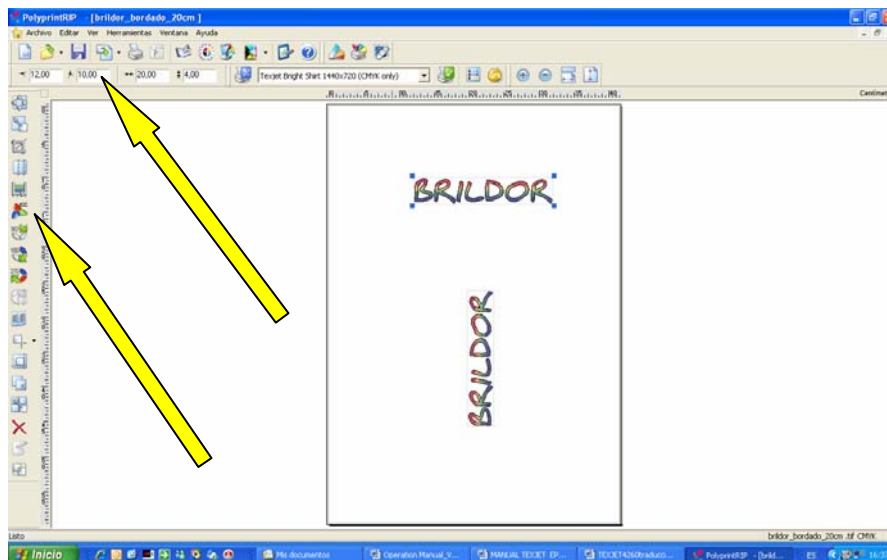 PolyprintRIP - [brildor_bordado_20cm ]
Archivo Editar Ver Herramientas Ventana Ayuda
12,00 10,00 20,00 4,00 Texjet Bright Shirt 1440x720 (CMYK only)
BRILDOR
BRILDOR
Listo brildor_bordado_20cm .tif CMYK
Inicio Mis documentos Operation Manual_V... MANUAL TEXJET EP... TEXJET4260traducci... PolyprintRIP - [brild... ES